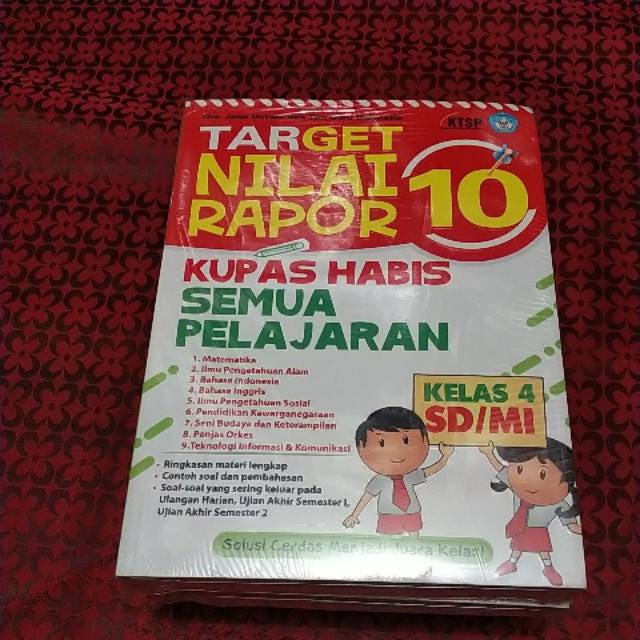 KTSP
TARGET
NILAI
RAPOR
10
KUPAS HABIS
SEMUA
PELAJARAN
1. Matematika
2. Ilmu Pengetahuan Alam
3. Bahasa Indonesia
4. Bahasa Inggris
5. Ilmu Pengetahuan Sosial
6. Pendidikan Kewarganegaraan
7. Seni Budaya dan Keterampilan
8. Penjas Orkes
9. Teknologi Informasi & Komunikasi
KELAS 4
SD/MI
• Ringkasan materi lengkap
• Contoh soal dan pembahasan
• Soal-soal yang sering keluar pada
Ulangan Harian, Ujian Akhir Semester I,
Ujian Akhir Semester 2
Solusi Cerdas Menjadi Juara Kelas!